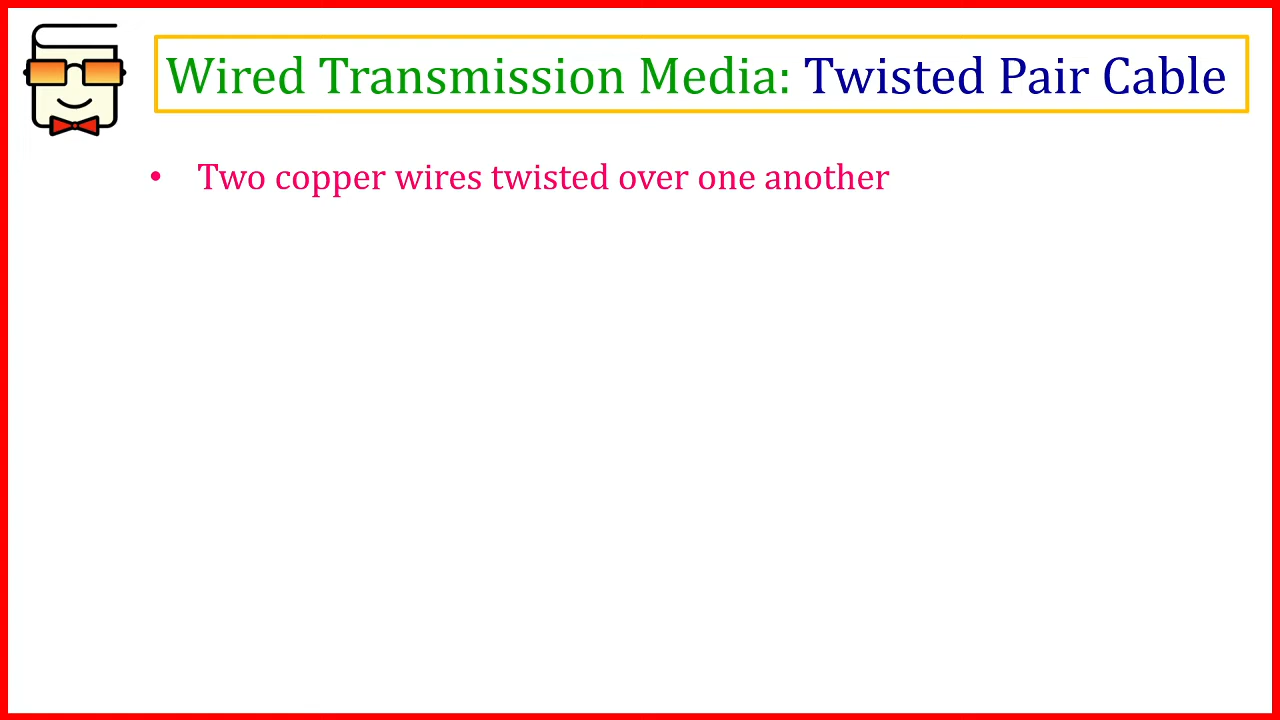 Wired Transmission Media: Twisted Pair Cable
• Two copper wires twisted over one another